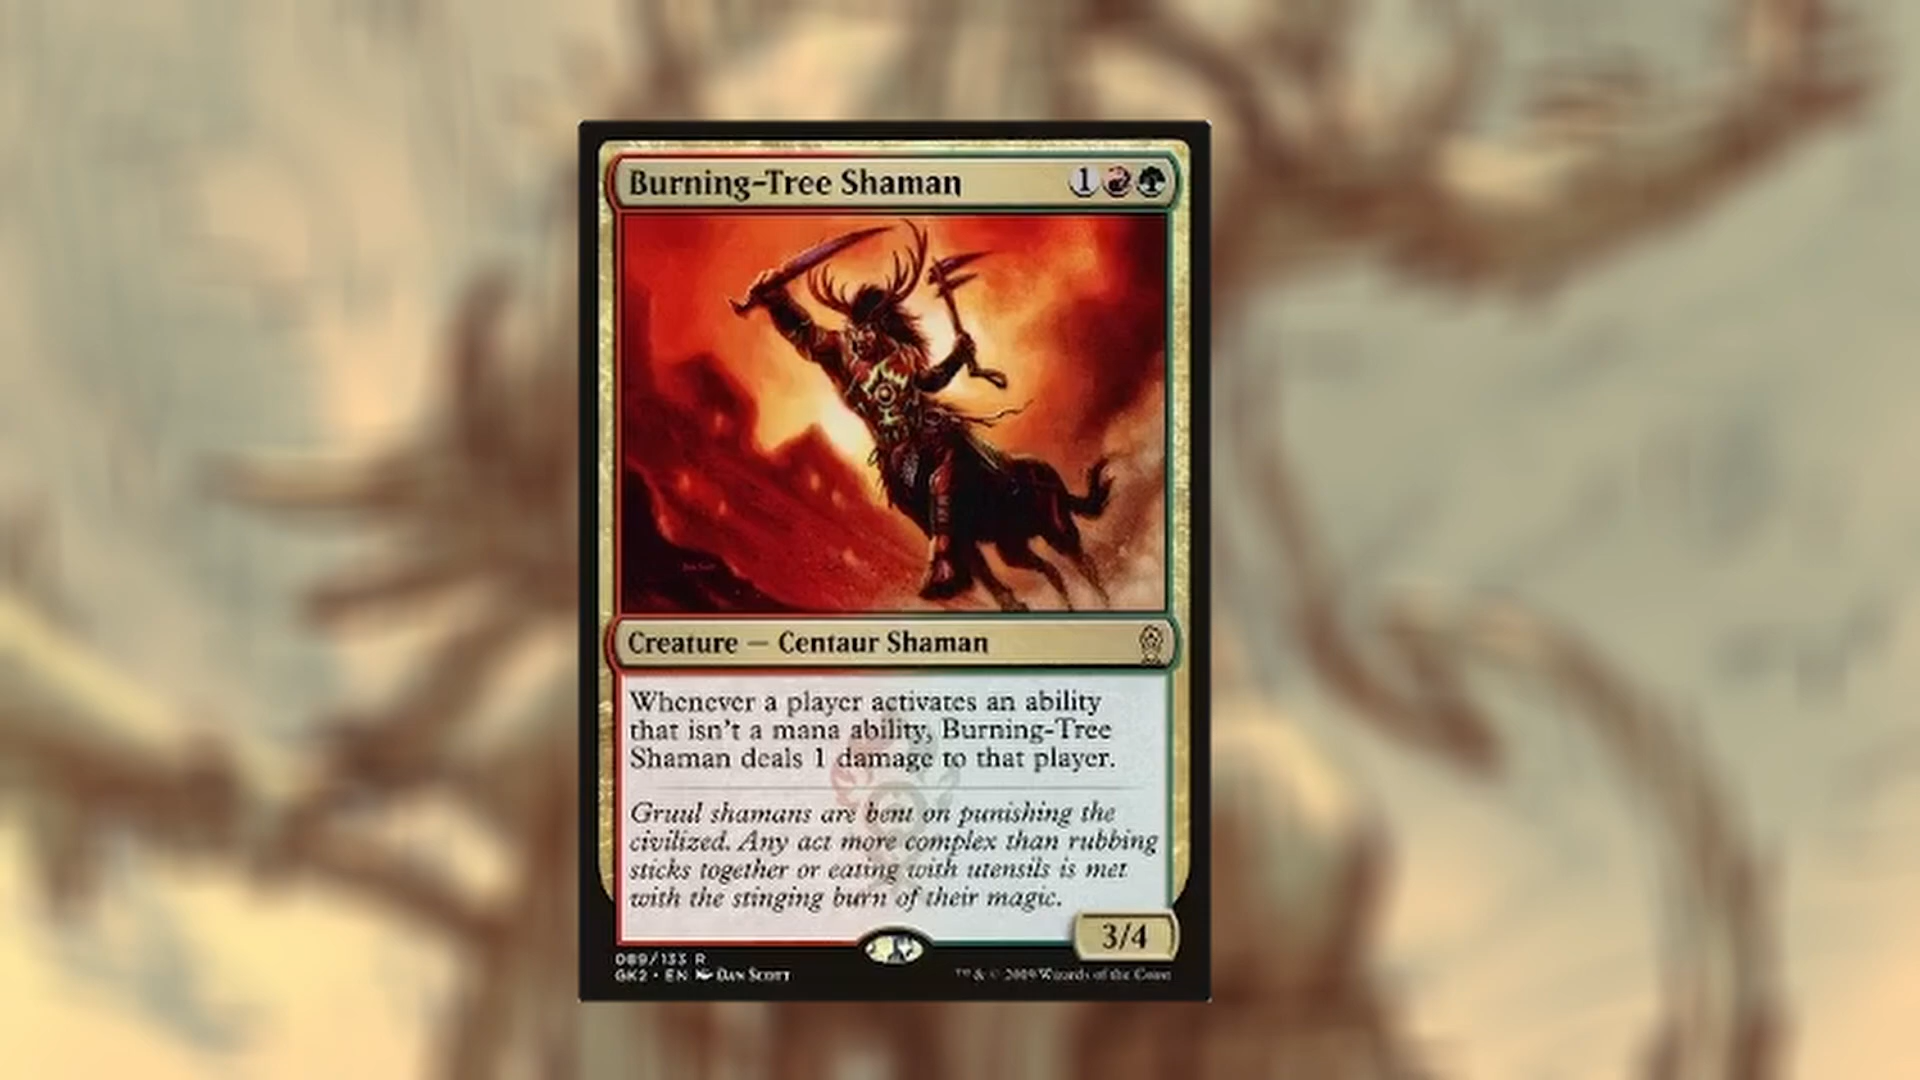 Burning-Tree Shaman
1
Creature — Centaur Shaman
Whenever a player activates an ability
that isn't a mana ability, Burning-Tree
Shaman deals 1 damage to that player.
Gruul shamans are bent on punishing the
civilized. Any act more complex than rubbing
sticks together or eating with utensils is met
with the stinging burn of their magic.
3/4
089/133 R
GK2 • EN DAN SCOTT
™ & © 2019 Wizards of the Coast